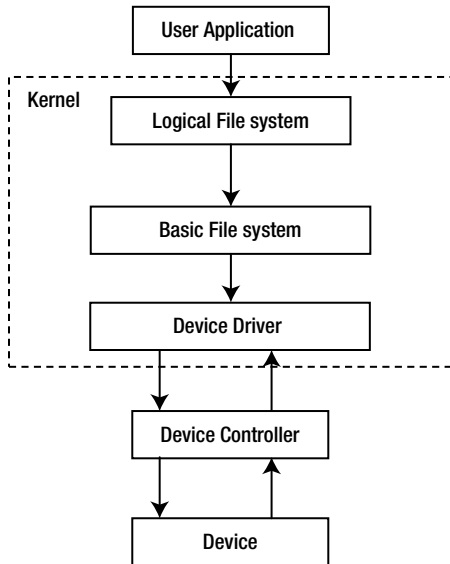 User Application
Kernel
Logical File system
Basic File system
Device Driver
Device Controller
Device